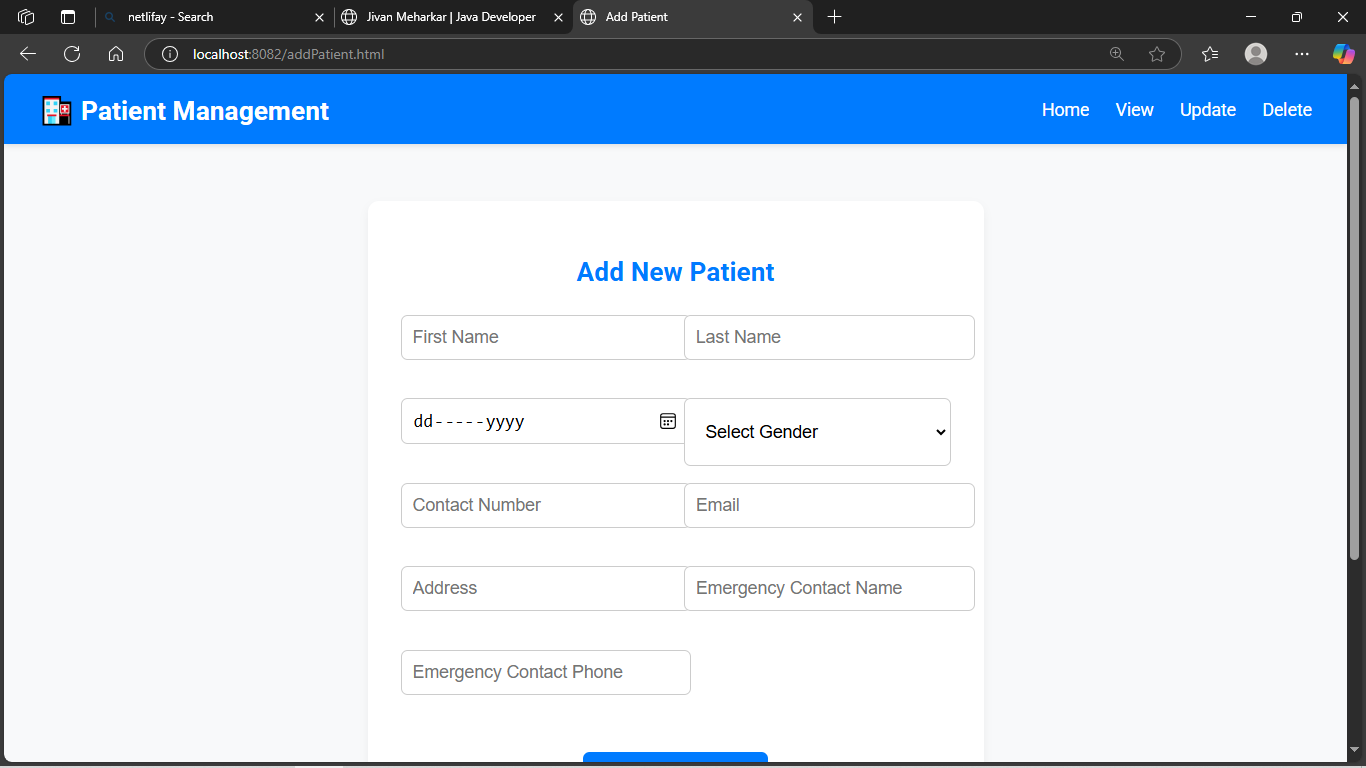 netlifay - Search
Jivan Meharkar | Java Developer
Add Patient
localhost:8082/addPatient.html
Patient Management
Home View Update Delete
Add New Patient
First Name Last Name
dd-----yyyy Select Gender
Contact Number Email
Address Emergency Contact Name
Emergency Contact Phone